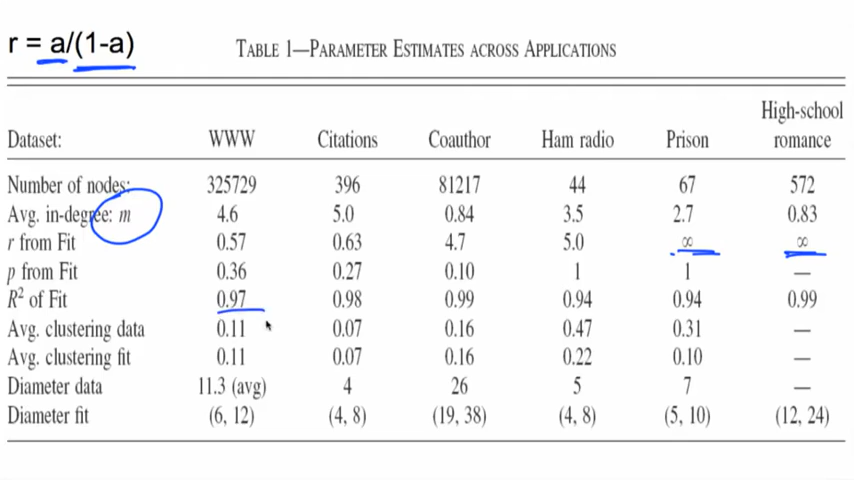 r = a/(1-a)
TABLE 1—PARAMETER ESTIMATES ACROSS APPLICATIONS
Dataset: WWW Citations Coauthor Ham radio Prison High-school romance
Number of nodes: 325729 396 81217 44 67 572
Avg. in-degree: m 4.6 5.0 0.84 3.5 2.7 0.83
r from Fit 0.57 0.63 4.7 5.0 ∞ ∞
p from Fit 0.36 0.27 0.10 1 1 —
R² of Fit 0.97 0.98 0.99 0.94 0.94 0.99
Avg. clustering data 0.11 0.07 0.16 0.47 0.31 —
Avg. clustering fit 0.11 0.07 0.16 0.22 0.10 —
Diameter data 11.3 (avg) 4 26 5 7 —
Diameter fit (6, 12) (4, 8) (19, 38) (4, 8) (5, 10) (12, 24)